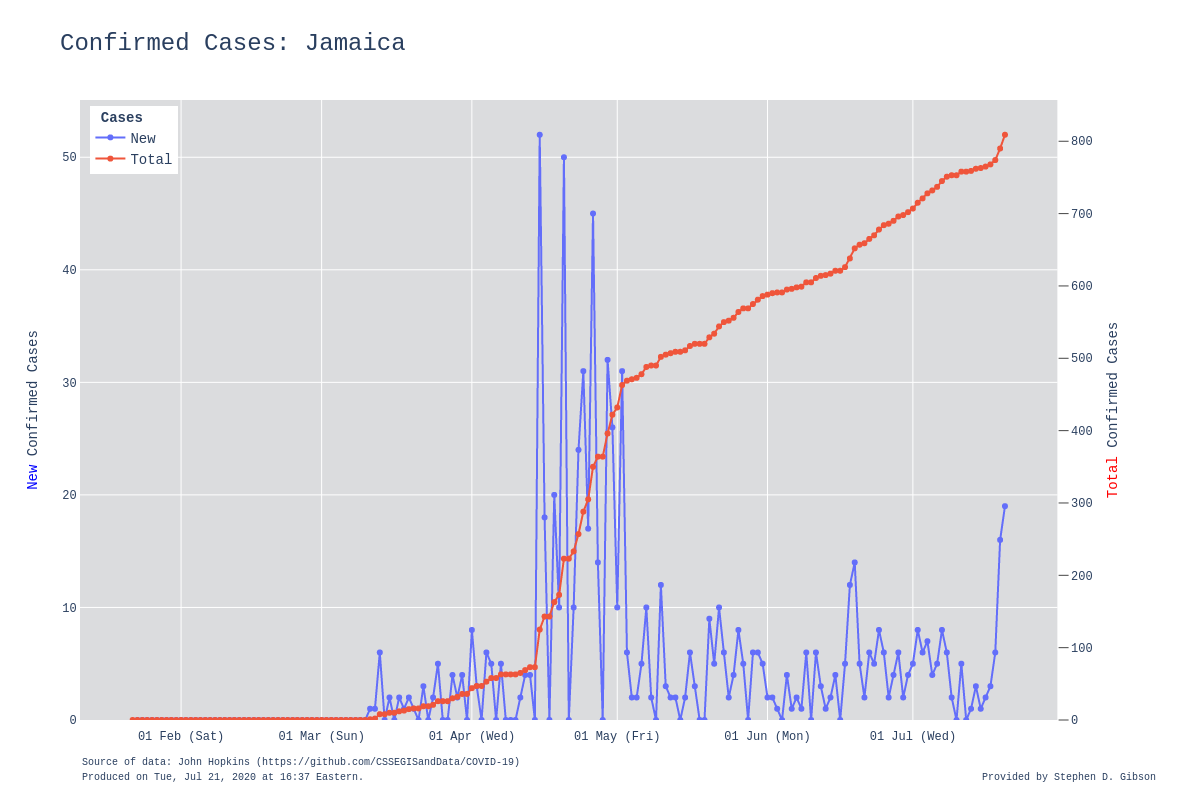 Confirmed Cases: Jamaica
Cases
New
Total
50
40
30
20
10
0
800
700
600
500
400
300
200
100
0
New Confirmed Cases
Total Confirmed Cases
01 Feb (Sat)
01 Mar (Sun)
01 Apr (Wed)
01 May (Fri)
01 Jun (Mon)
01 Jul (Wed)
Source of data: John Hopkins (https://github.com/CSSEGISandData/COVID-19)
Produced on Tue, Jul 21, 2020 at 16:37 Eastern.
Provided by Stephen D. Gibson